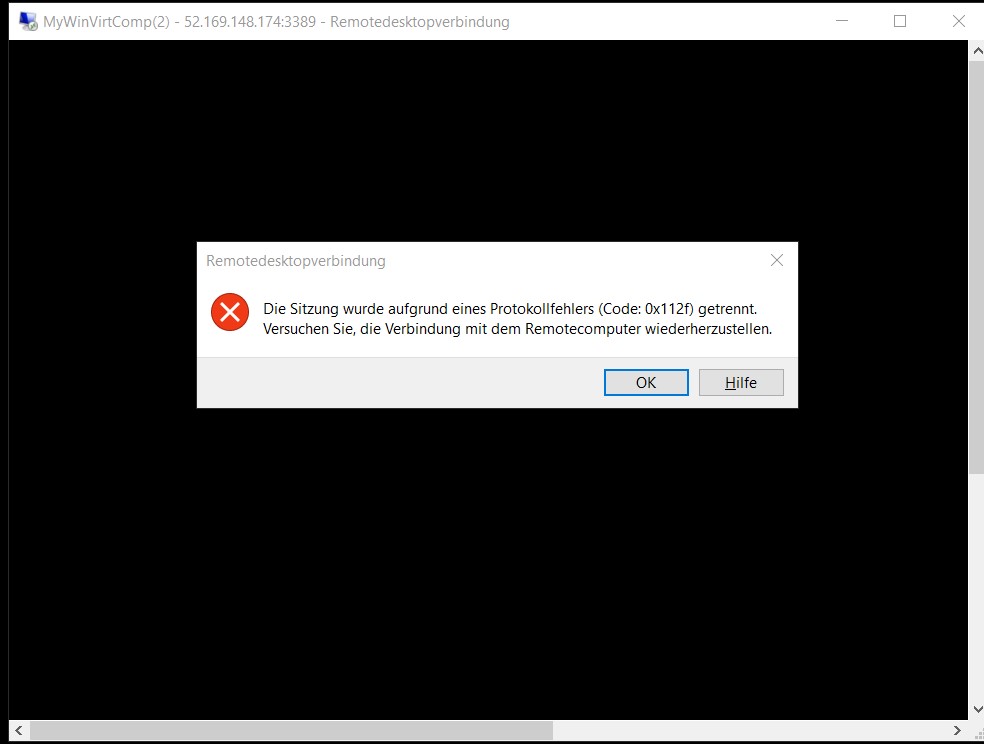 MyWinVirtComp(2) - 52.169.148.174:3389 - Remotedesktopverbindung
Remotedesktopverbindung
Die Sitzung wurde aufgrund eines Protokollfehlers (Code: 0x112f) getrennt.
Versuchen Sie, die Verbindung mit dem Remotecomputer wiederherzustellen.
OK Hilfe